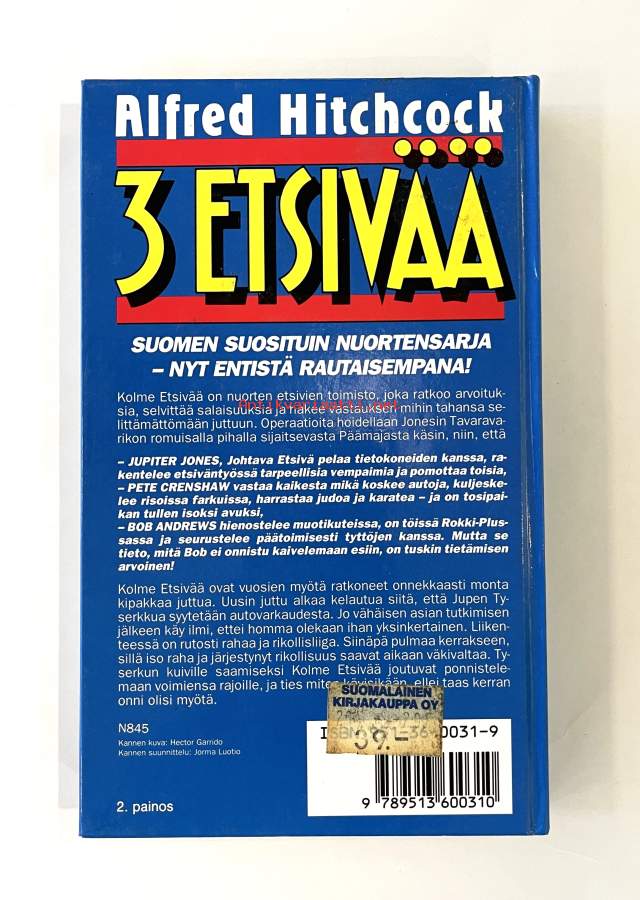 Alfred Hitchcock
3 ETSIVÄÄ
SUOMEN SUOSITUIN NUORTENSARJA
– NYT ENTISTÄ RAUTAISEMPANA!
Kolme Etsivää on nuorten etsivien toimisto, joka ratkoo arvoituk-
sia, selvittää salaisuuksia ja hakee vastauksen mihin tahansa se-
littämättömään juttuun. Operaatioita hoidellaan Jonesin Tavarava-
rikon romuisalla pihalla sijaitsevasta Päämajasta käsin, niin, että
– JUPITER JONES, Johtava Etsivä pelaa tietokoneiden kanssa, ra-
kentelee etsiväntyössä tarpeellisia vempaimia ja pomottaa toisia,
– PETE CRENSHAW vastaa kaikesta mikä koskee autoja, kuljeske-
lee risoissa farkuissa, harrastaa judoa ja karatea – ja on tosipai-
kan tullen isoksi avuksi,
– BOB ANDREWS hienostelee muotikuteissa, on töissä Rokki-Plus-
sassa ja seurustelee päätoimisesti tyttöjen kanssa. Mutta se
tieto, mitä Bob ei onnistu kaivelemaan esiin, on tuskin tietämisen
arvoinen!
Kolme Etsivää ovat vuosien myötä ratkoneet onnekkaasti monta
kipakkaa juttua. Uusin juttu alkaa kelautua siitä, että Jupen Ty-
serkkua syytetään autovarkaudesta. Jo vähäisen asian tutkimisen
jälkeen käy ilmi, ettei homma olekaan ihan yksinkertainen. Liiken-
teessä on rutosti rahaa ja rikollisliiga. Siinäpä pulmaa kerrakseen,
sillä iso raha ja järjestynyt rikollisuus saavat aikaan väkivaltaa. Ty-
serkun kuiville saamiseksi Kolme Etsivää joutuvat ponnistele-
maan voimiensa rajoille, ja ties miten kävisikään, ellei taas kerran
onni olisi myötä.
SUOMALAINEN
KIRJAKAUPPA OY
39.-
N845
Kannen kuva: Hector Garrido
Kannen suunnittelu: Jorma Luotio
-36-0031-9
9 789513 600310
2. painos